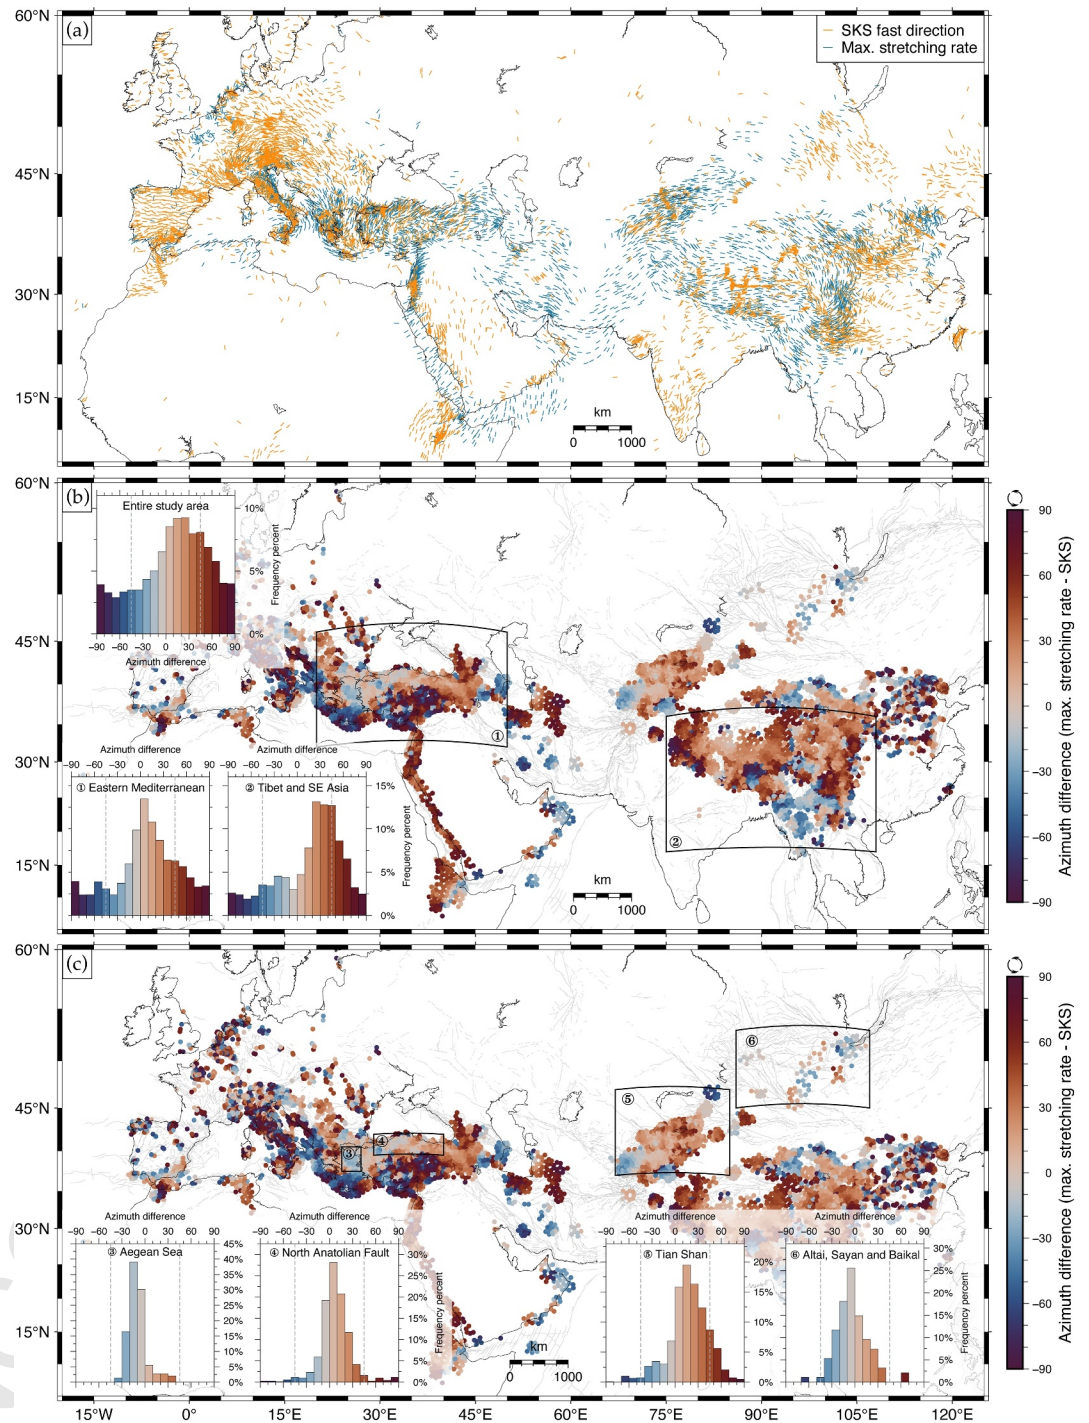 60°N
(a)
SKS fast direction
Max. stretching rate
45°N
30°N
15°N
km
0 1000
60°N
(b)
Entire study area
10%
5%
0%
Frequency percent
−90 −60 −30 0 30 60 90
Azimuth difference
45°N
①
30°N
Azimuth difference Azimuth difference
−90 −60 −30 0 30 60 90 −90 −60 −30 0 30 60 90
① Eastern Mediterranean
② Tibet and SE Asia
15%
10%
5%
0%
Frequency percent
②
15°N
km
0 1000
90
60
30
0
−30
−60
−90
Azimuth difference (max. stretching rate - SKS)
60°N
(c)
⑥
⑤
④
③
45°N
30°N
Azimuth difference Azimuth difference Azimuth difference Azimuth difference
−90 −60 −30 0 30 60 90 −90 −60 −30 0 30 60 90 −90 −60 −30 0 30 60 90 −90 −60 −30 0 30 60 90
③ Aegean Sea
45%
40%
35%
30%
25%
20%
15%
10%
5%
0%
④ North Anatolian Fault
30%
25%
20%
15%
10%
5%
0%
Frequency percent
⑤ Tian Shan
20%
15%
10%
5%
0%
⑥ Altai, Sayan and Baikal
30%
25%
20%
15%
10%
5%
0%
Frequency percent
15°N
km
0 1000
90
60
30
0
−30
−60
−90
Azimuth difference (max. stretching rate - SKS)
15°W 0° 15°E 30°E 45°E 60°E 75°E 90°E 105°E 120°E